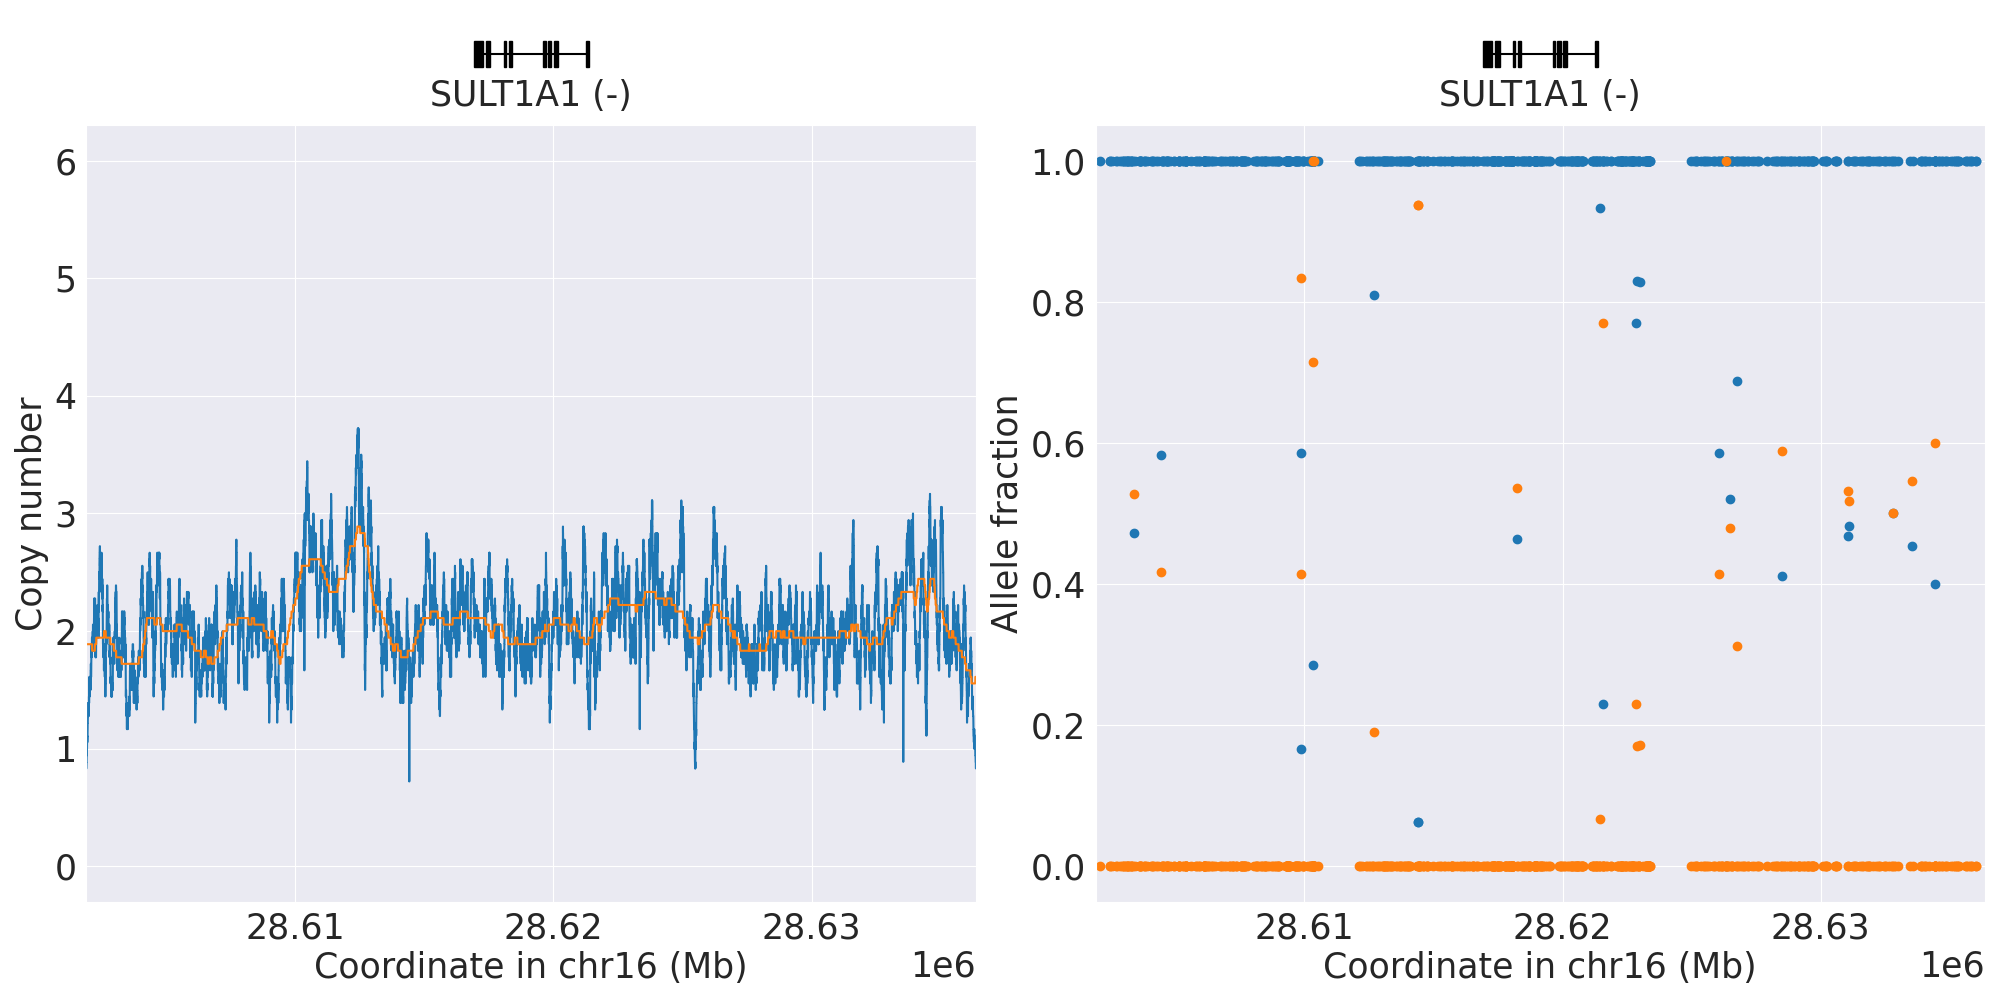 SULT1A1 (-)
SULT1A1 (-)
Copy number
6
5
4
3
2
1
0
28.61
28.62
28.63
Coordinate in chr16 (Mb)
1e6
Allele fraction
1.0
0.8
0.6
0.4
0.2
0.0
28.61
28.62
28.63
Coordinate in chr16 (Mb)
1e6